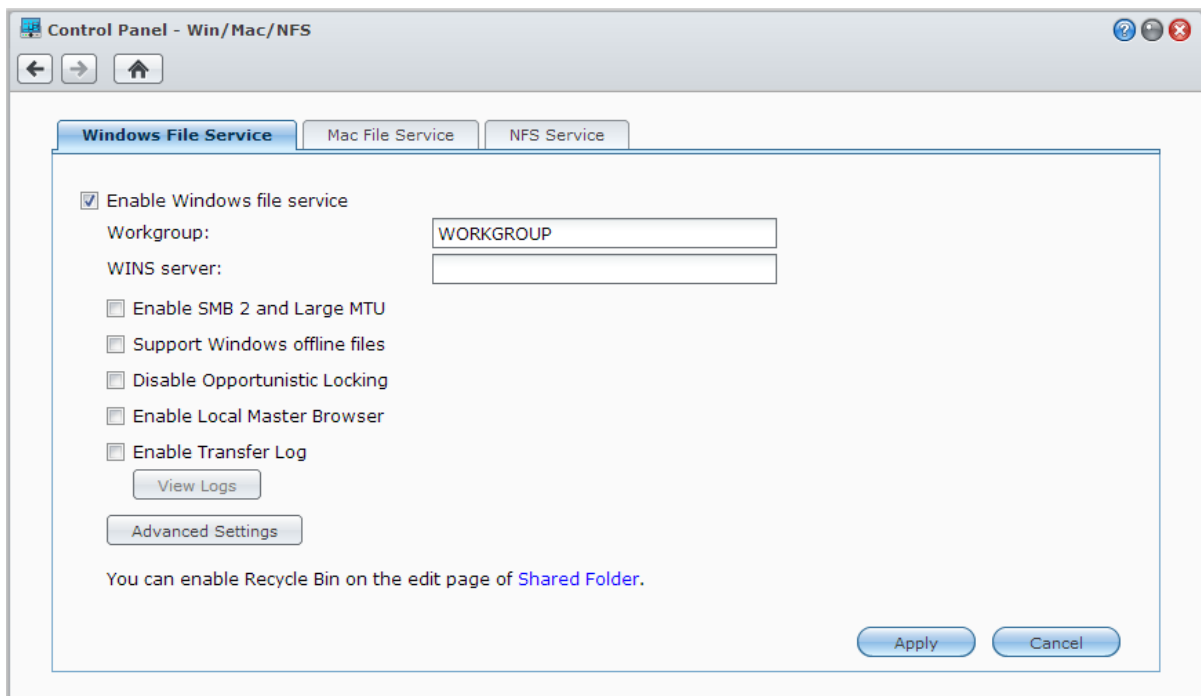 Control Panel - Win/Mac/NFS
Windows File Service Mac File Service NFS Service
Enable Windows file service
Workgroup: WORKGROUP
WINS server:
Enable SMB 2 and Large MTU
Support Windows offline files
Disable Opportunistic Locking
Enable Local Master Browser
Enable Transfer Log
View Logs
Advanced Settings
You can enable Recycle Bin on the edit page of Shared Folder.
Apply Cancel